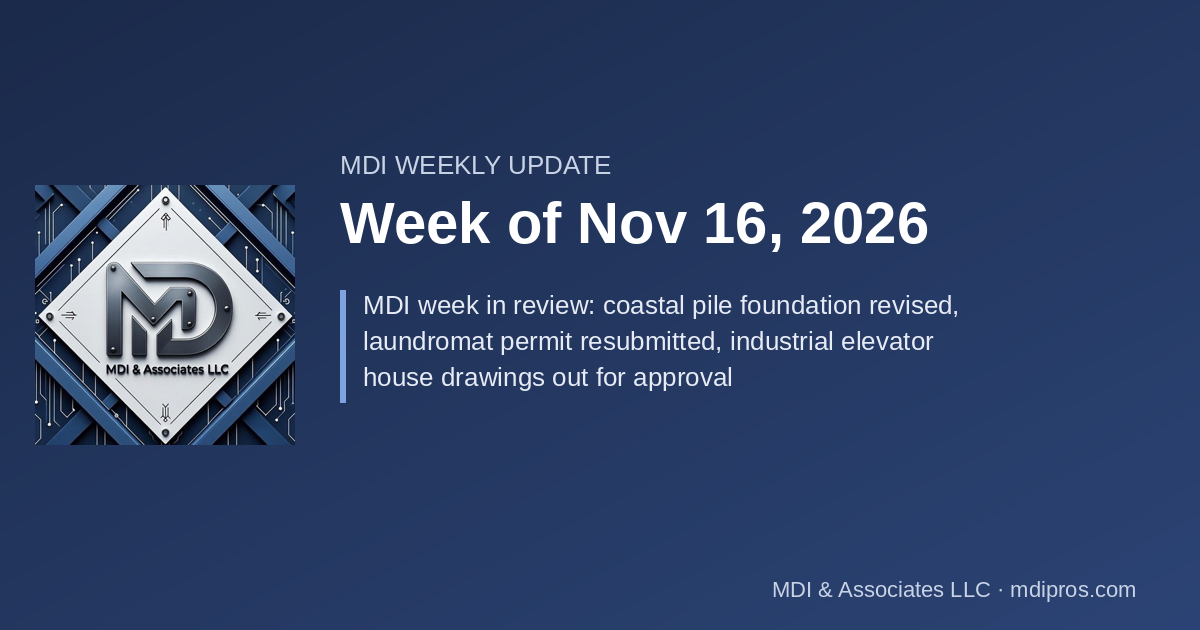 MDI WEEKLY UPDATE
Week of Nov 16, 2026
MD
MDI & Associates LLC
MDI week in review: coastal pile foundation revised,
laundromat permit resubmitted, industrial elevator
house drawings out for approval
MDI & Associates LLC · mdipros.com